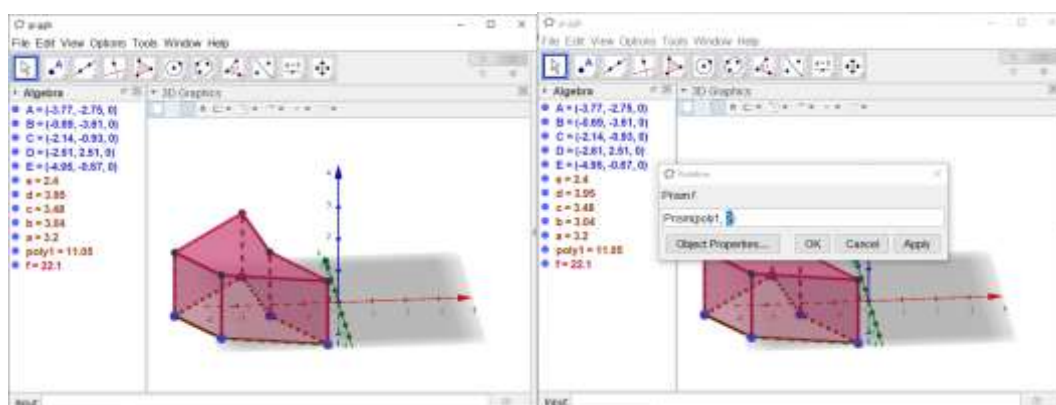 graph
File Edit View Options Tools Window Help
Algebra
3D Graphics
A = (-3.77, -2.75, 0)
B = (-0.69, -3.61, 0)
C = (-2.14, -0.93, 0)
D = (-2.61, 2.51, 0)
E = (-4.95, -0.67, 0)
e = 2.4
d = 3.95
c = 3.48
b = 3.04
a = 3.2
poly1 = 11.05
f = 22.1
Input:
File Edit View Options Tools Window Help
Algebra
3D Graphics
A = (-3.77, -2.75, 0)
B = (-0.69, -3.61, 0)
C = (-2.14, -0.93, 0)
D = (-2.61, 2.51, 0)
E = (-4.95, -0.67, 0)
e = 2.4
d = 3.95
c = 3.48
b = 3.04
a = 3.2
poly1 = 11.05
f = 22.1
Redefine
Prism f
Prism(poly1, 2)
Object Properties...
OK
Cancel
Apply
Input: